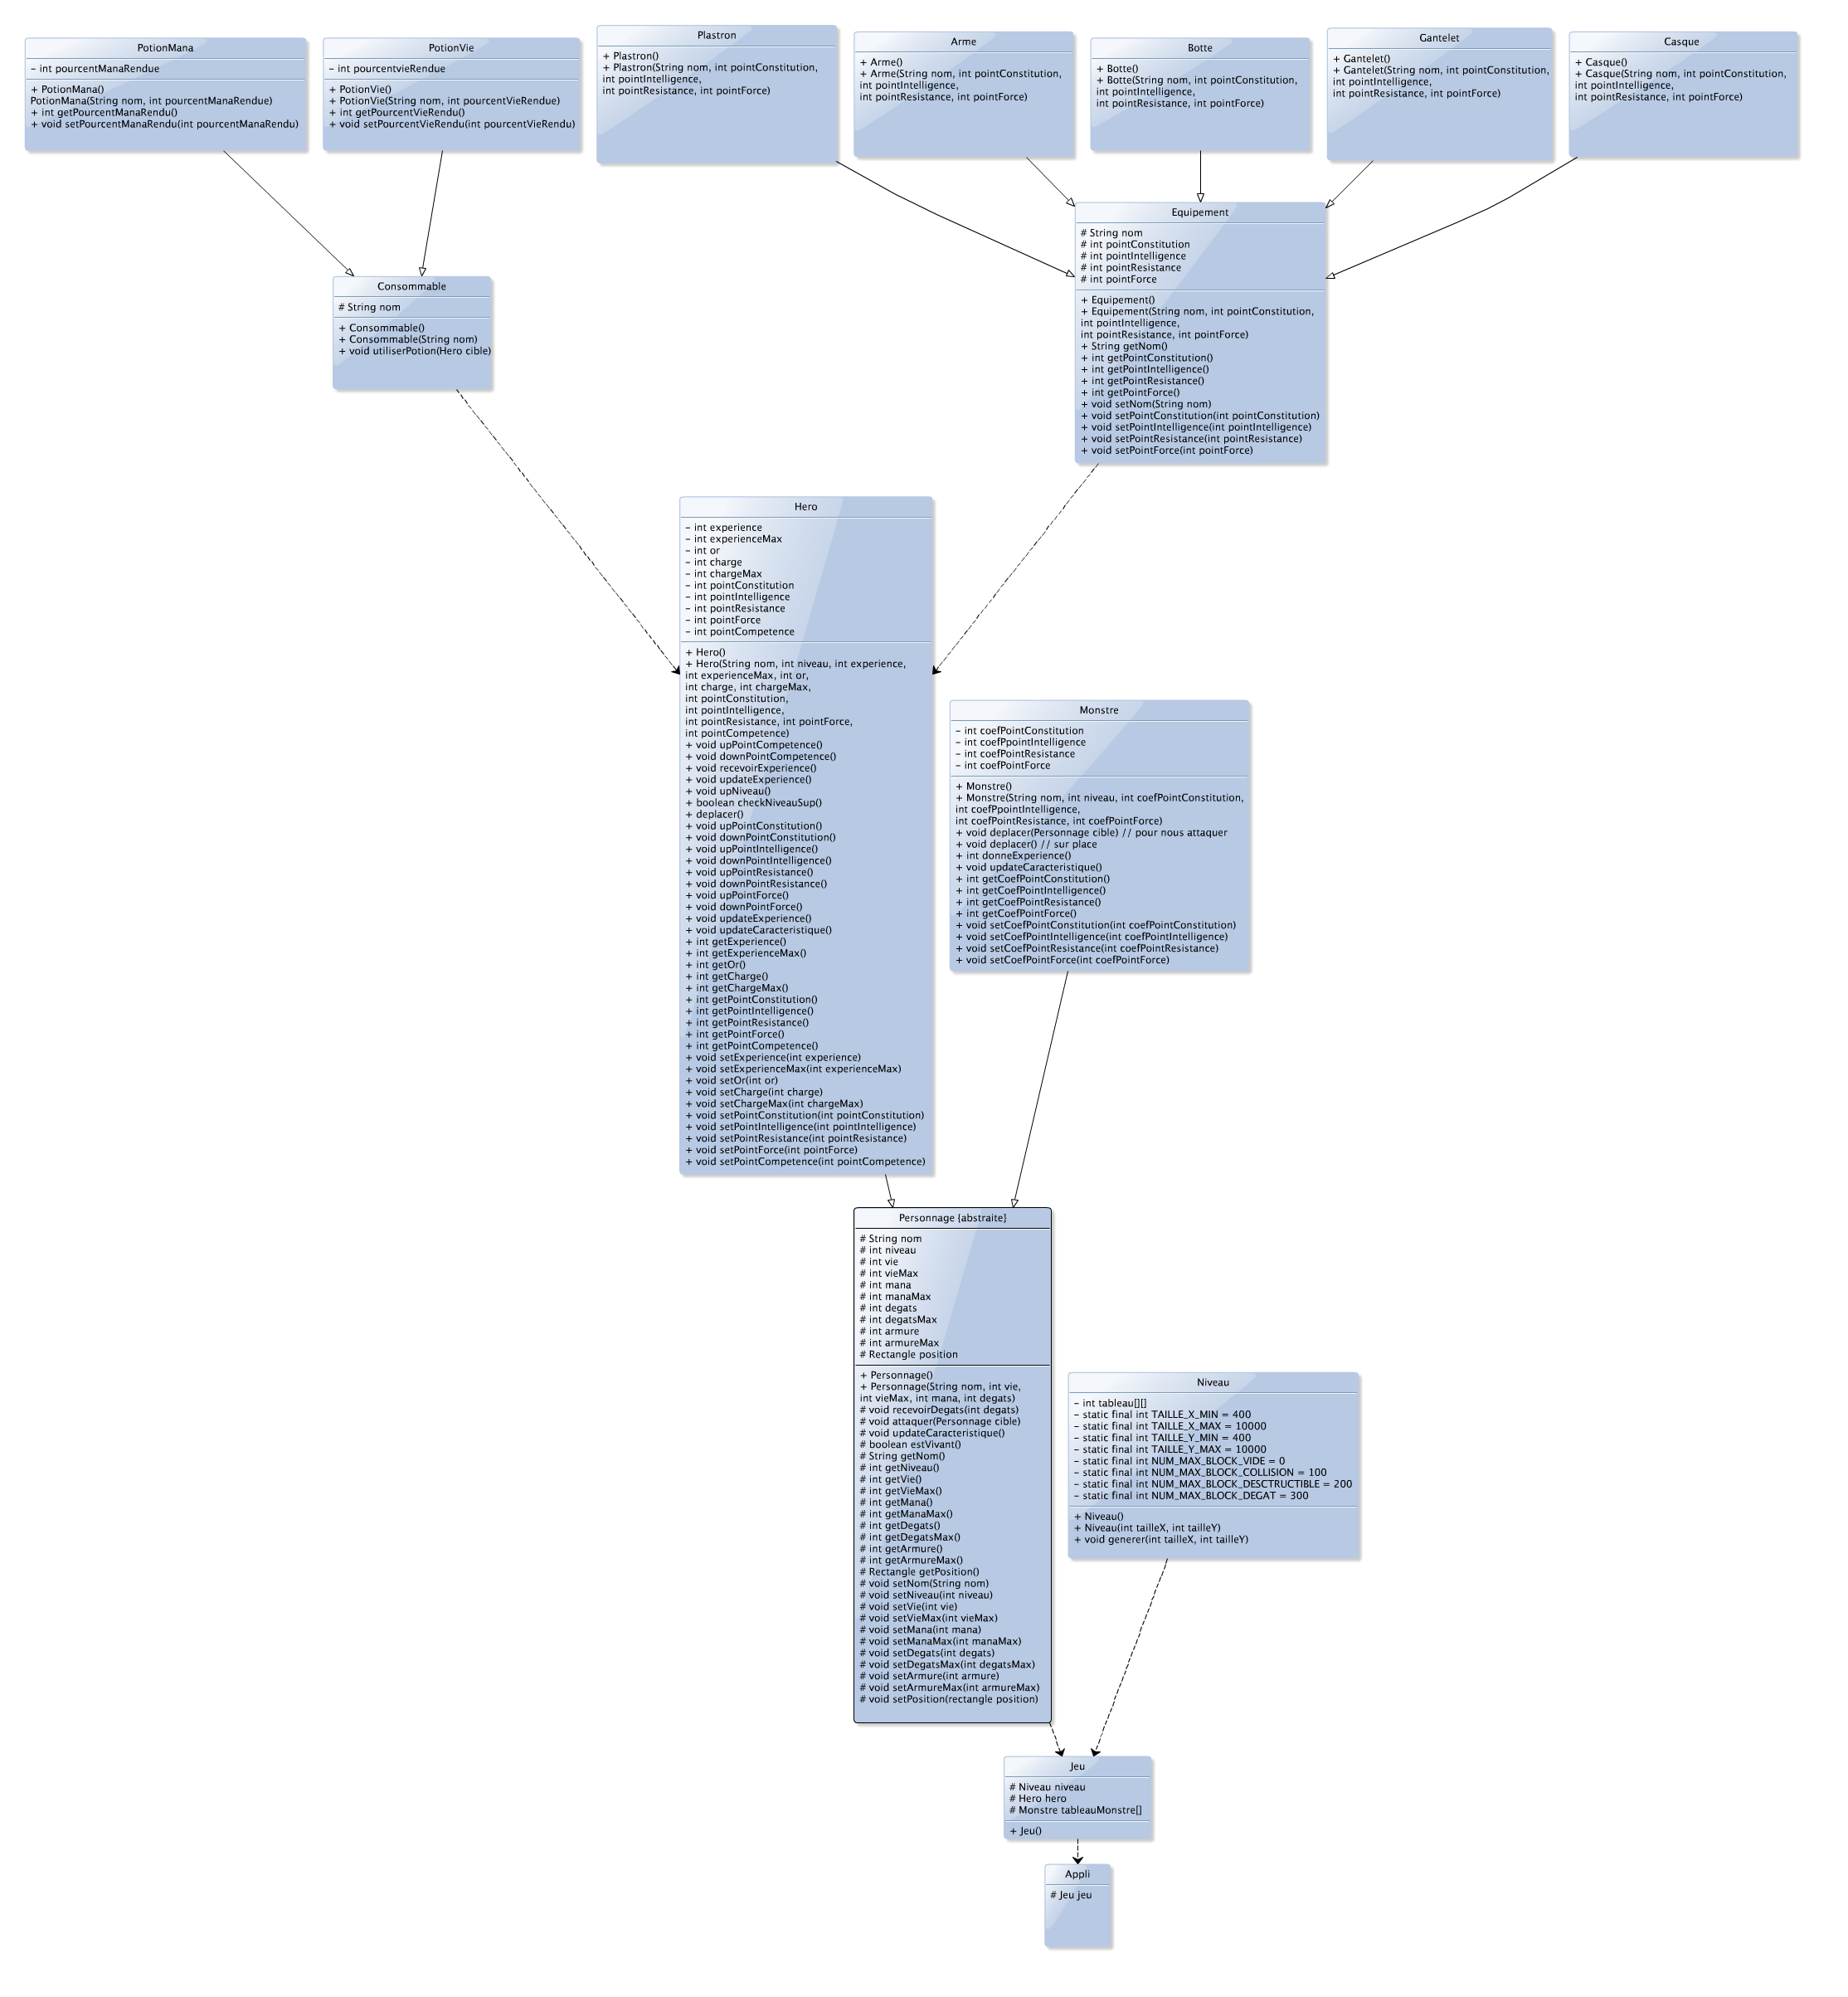 PotionMana
– int pourcentManaRendue
+ PotionMana()
PotionMana(String nom, int pourcentManaRendue)
+ int getPourcentManaRendu()
+ void setPourcentManaRendu(int pourcentManaRendu)
PotionVie
– int pourcentvieRendue
+ PotionVie()
+ PotionVie(String nom, int pourcentVieRendue)
+ int getPourcentVieRendu()
+ void setPourcentVieRendu(int pourcentVieRendu)
Plastron
+ Plastron()
+ Plastron(String nom, int pointConstitution,
int pointIntelligence,
int pointResistance, int pointForce)
Arme
+ Arme()
+ Arme(String nom, int pointConstitution,
int pointIntelligence,
int pointResistance, int pointForce)
Botte
+ Botte()
+ Botte(String nom, int pointConstitution,
int pointIntelligence,
int pointResistance, int pointForce)
Gantelet
+ Gantelet()
+ Gantelet(String nom, int pointConstitution,
int pointIntelligence,
int pointResistance, int pointForce)
Casque
+ Casque()
+ Casque(String nom, int pointConstitution,
int pointIntelligence,
int pointResistance, int pointForce)
Equipement
# String nom
# int pointConstitution
# int pointIntelligence
# int pointResistance
# int pointForce
+ Equipement()
+ Equipement(String nom, int pointConstitution,
int pointIntelligence,
int pointResistance, int pointForce)
+ String getNom()
+ int getPointConstitution()
+ int getPointIntelligence()
+ int getPointResistance()
+ int getPointForce()
+ void setNom(String nom)
+ void setPointConstitution(int pointConstitution)
+ void setPointIntelligence(int pointIntelligence)
+ void setPointResistance(int pointResistance)
+ void setPointForce(int pointForce)
Consommable
# String nom
+ Consommable()
+ Consommable(String nom)
+ void utiliserPotion(Hero cible)
Hero
– int experience
– int experienceMax
– int or
– int charge
– int chargeMax
– int pointConstitution
– int pointIntelligence
– int pointResistance
– int pointForce
– int pointCompetence
+ Hero()
+ Hero(String nom, int niveau, int experience,
int experienceMax, int or,
int charge, int chargeMax,
int pointConstitution,
int pointIntelligence,
int pointResistance, int pointForce,
int pointCompetence)
+ void upPointCompetence()
+ void downPointCompetence()
+ void recevoirExperience()
+ void updateExperience()
+ void upNiveau()
+ boolean checkNiveauSup()
+ deplacer()
+ void upPointConstitution()
+ void downPointConstitution()
+ void upPointIntelligence()
+ void downPointIntelligence()
+ void upPointResistance()
+ void downPointResistance()
+ void upPointForce()
+ void downPointForce()
+ void updateExperience()
+ void updateCaracteristique()
+ int getExperience()
+ int getExperienceMax()
+ int getOr()
+ int getCharge()
+ int getChargeMax()
+ int getPointConstitution()
+ int getPointIntelligence()
+ int getPointResistance()
+ int getPointForce()
+ int getPointCompetence()
+ void setExperience(int experience)
+ void setExperienceMax(int experienceMax)
+ void setOr(int or)
+ void setCharge(int charge)
+ void setChargeMax(int chargeMax)
+ void setPointConstitution(int pointConstitution)
+ void setPointIntelligence(int pointIntelligence)
+ void setPointResistance(int pointResistance)
+ void setPointForce(int pointForce)
+ void setPointCompetence(int pointCompetence)
Monstre
– int coefPointConstitution
– int coefPpointIntelligence
– int coefPointResistance
– int coefPointForce
+ Monstre()
+ Monstre(String nom, int niveau, int coefPointConstitution,
int coefPpointIntelligence,
int coefPointResistance, int coefPointForce)
+ void deplacer(Personnage cible) // pour nous attaquer
+ void deplacer() // sur place
+ int donneExperience()
+ void updateCaracteristique()
+ int getCoefPointConstitution()
+ int getCoefPointIntelligence()
+ int getCoefPointResistance()
+ int getCoefPointForce()
+ void setCoefPointConstitution(int coefPointConstitution)
+ void setCoefPointIntelligence(int coefPointIntelligence)
+ void setCoefPointResistance(int coefPointResistance)
+ void setCoefPointForce(int coefPointForce)
Personnage {abstraite}
# String nom
# int niveau
# int vie
# int vieMax
# int mana
# int manaMax
# int degats
# int degatsMax
# int armure
# int armureMax
# Rectangle position
+ Personnage()
+ Personnage(String nom, int vie,
int vieMax, int mana, int degats)
# void recevoirDegats(int degats)
# void attaquer(Personnage cible)
# void updateCaracteristique()
# boolean estVivant()
# String getNom()
# int getNiveau()
# int getVie()
# int getVieMax()
# int getMana()
# int getManaMax()
# int getDegats()
# int getDegatsMax()
# int getArmure()
# int getArmureMax()
# Rectangle getPosition()
# void setNom(String nom)
# void setNiveau(int niveau)
# void setVie(int vie)
# void setVieMax(int vieMax)
# void setMana(int mana)
# void setManaMax(int manaMax)
# void setDegats(int degats)
# void setDegatsMax(int degatsMax)
# void setArmure(int armure)
# void setArmureMax(int armureMax)
# void setPosition(rectangle position)
Niveau
– int tableau[][]
– static final int TAILLE_X_MIN = 400
– static final int TAILLE_X_MAX = 10000
– static final int TAILLE_Y_MIN = 400
– static final int TAILLE_Y_MAX = 10000
– static final int NUM_MAX_BLOCK_VIDE = 0
– static final int NUM_MAX_BLOCK_COLLISION = 100
– static final int NUM_MAX_BLOCK_DESCTRUCTIBLE = 200
– static final int NUM_MAX_BLOCK_DEGAT = 300
+ Niveau()
+ Niveau(int tailleX, int tailleY)
+ void generer(int tailleX, int tailleY)
Jeu
# Niveau niveau
# Hero hero
# Monstre tableauMonstre[]
+ Jeu()
Appli
# Jeu jeu